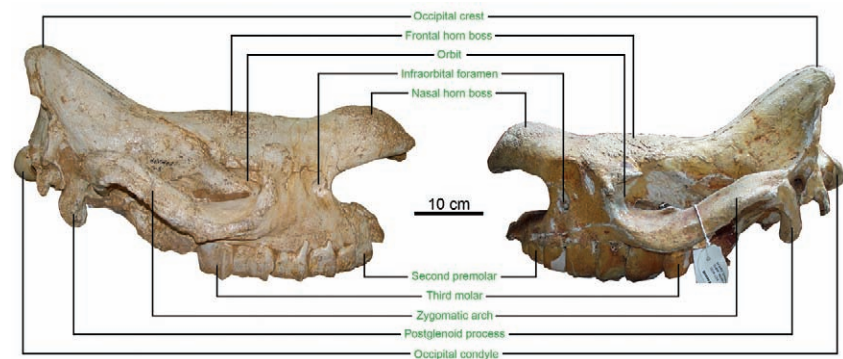 Occipital crest
Frontal horn boss
Orbit
Infraorbital foramen
Nasal horn boss
10 cm
Second premolar
Third molar
Zygomatic arch
Postglenoid process
Occipital condyle